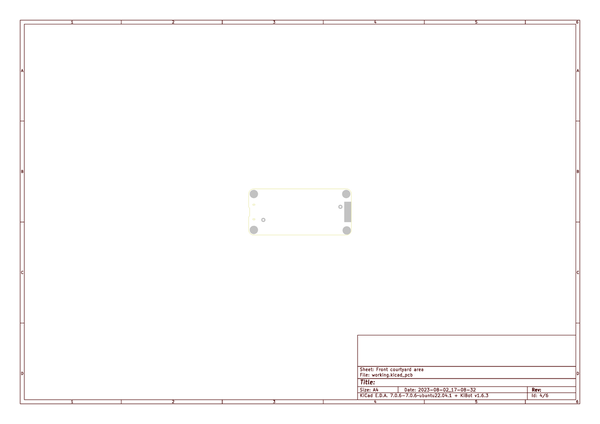 1 2 3 4 5 6
A A
B B
C C
Sheet: Front courtyard area
File: working.kicad_pcb
D D
Title:
Size: A4 Date: 2023-08-02_17-08-32 Rev:
KiCad E.D.A. 7.0.6-7.0.6~ubuntu22.04.1 + KiBot v1.6.3 Id: 4/6
1 2 3 4 5 6